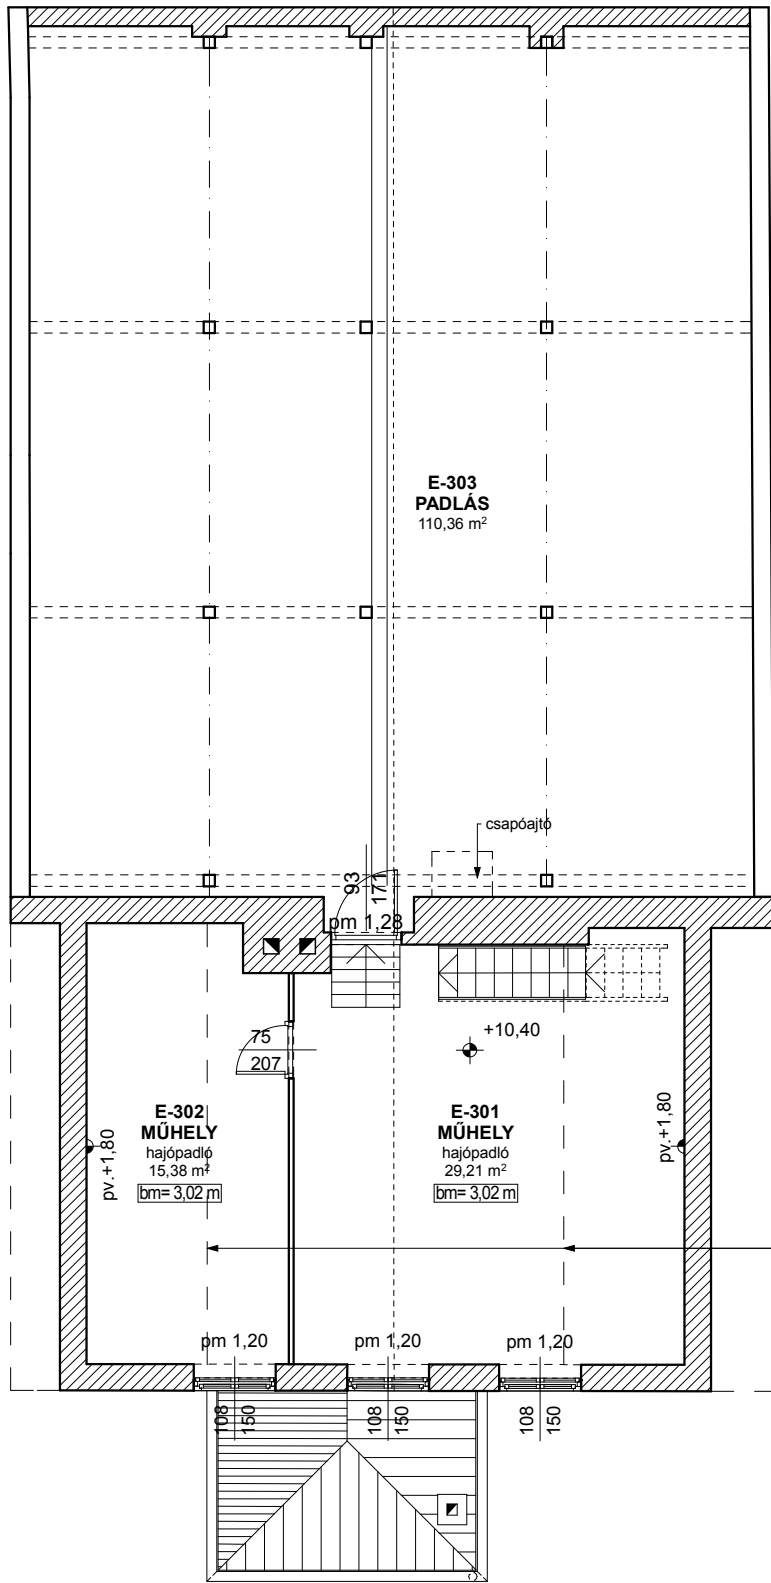 E-303
PADLÁS
110,36 m²
csapóajtó
93
171
pm 1,28
75
207
+10,40
E-302
MŰHELY
hajópadló
15,38 m²
bm= 3,02 m
E-301
MŰHELY
hajópadló
29,21 m²
bm= 3,02 m
pv.+1,80
pv.+1,80
pm 1,20
pm 1,20
pm 1,20
108
150
108
150
108
150